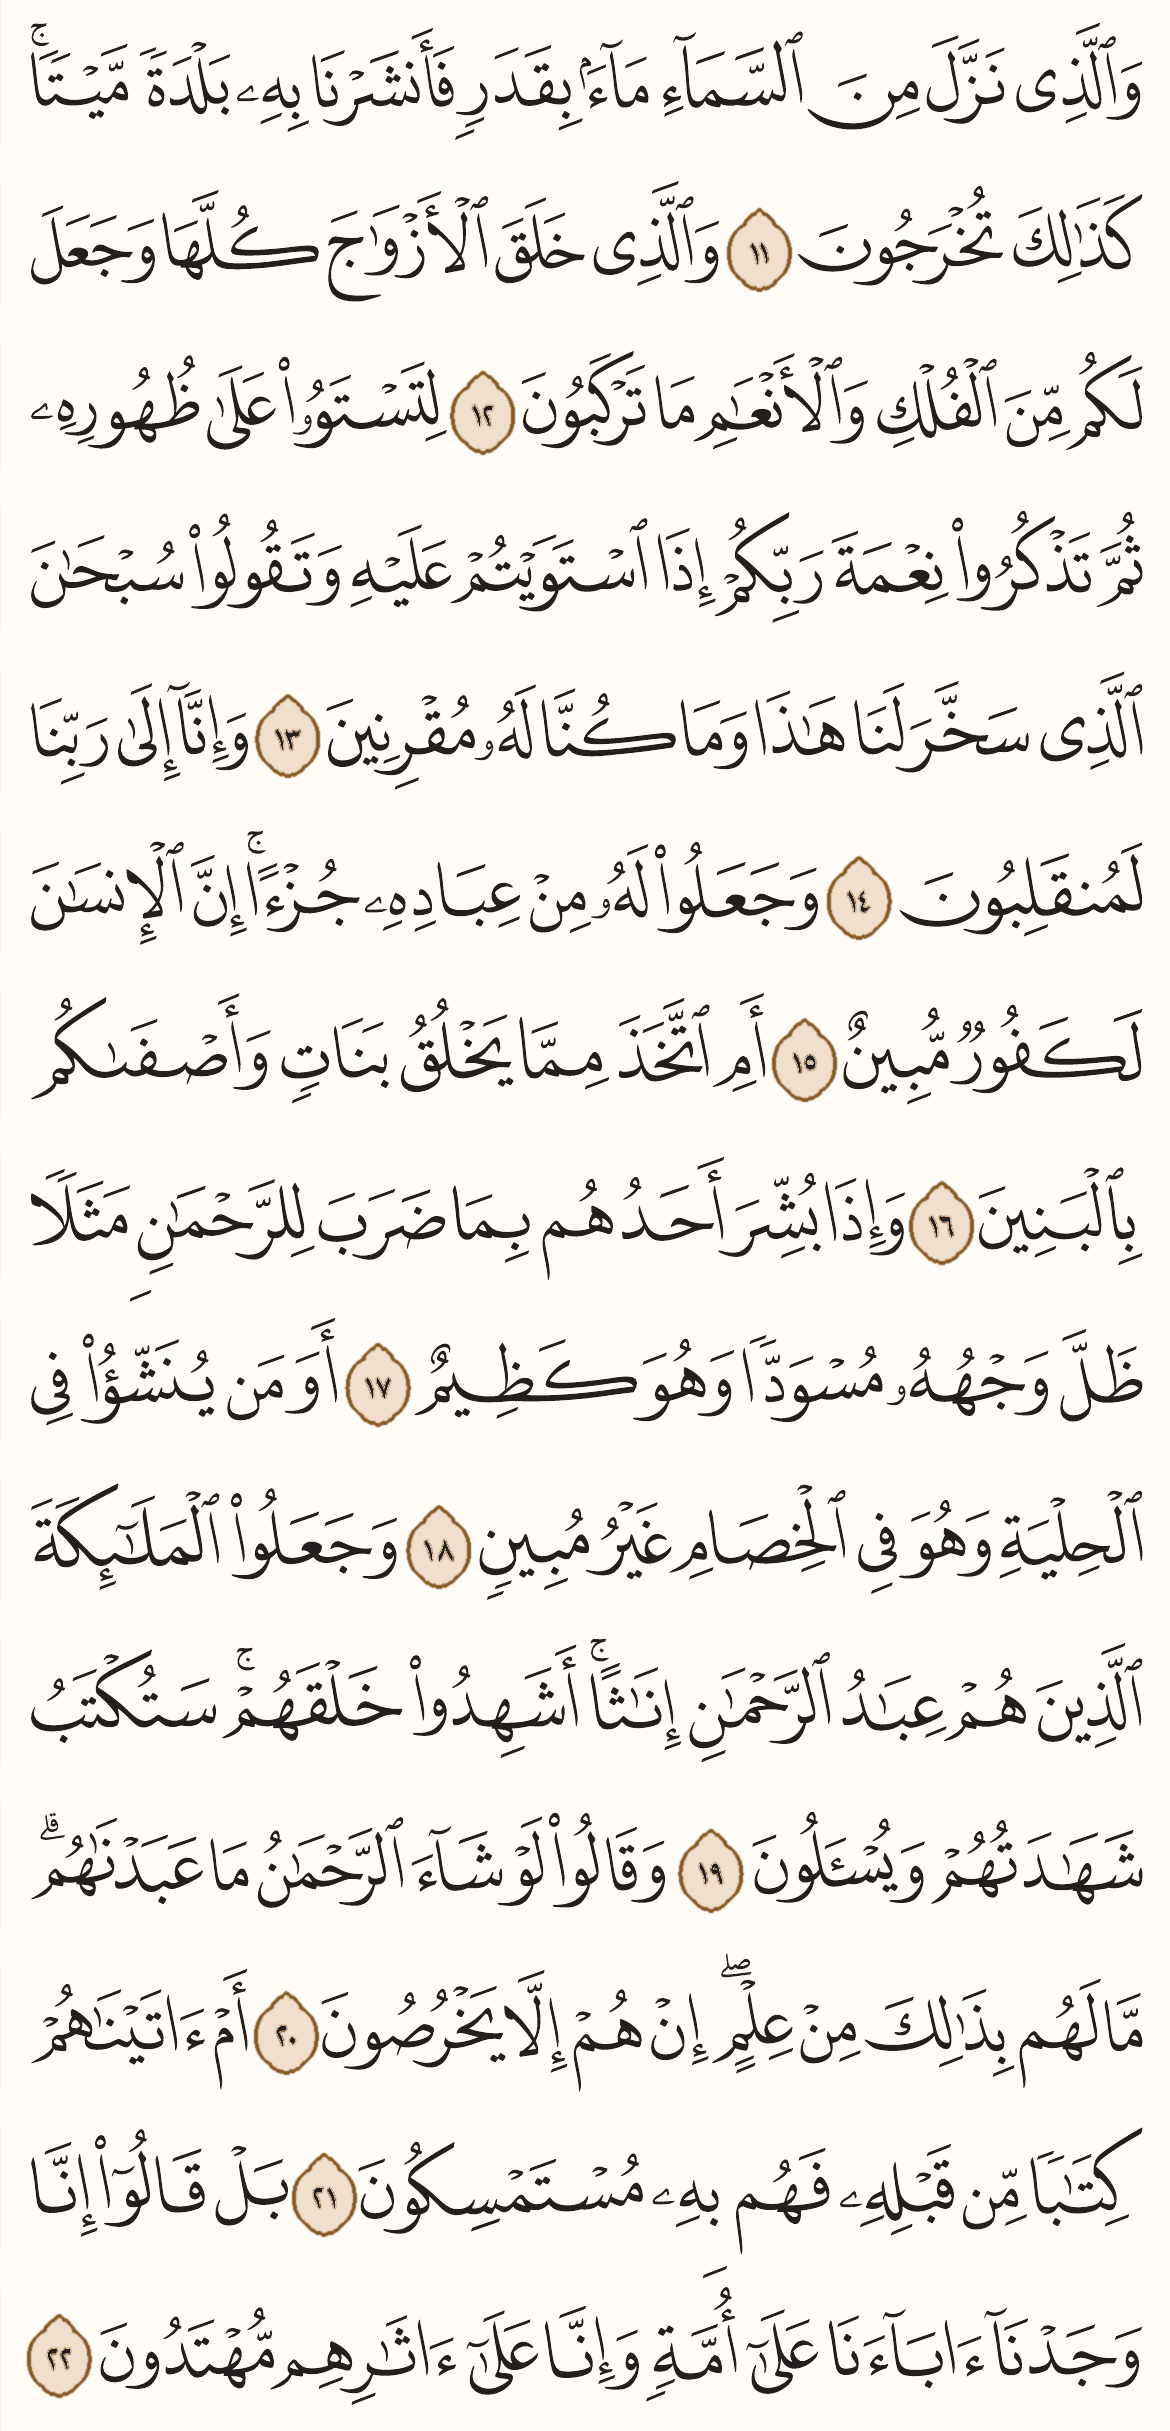 وَٱلَّذِى نَزَّلَ مِنَ ٱلسَّمَآءِ مَآءَۢ بِقَدَرٍ فَأَنشَرْنَا بِهِۦ بَلْدَةً مَّيْتًا ۚ
كَذَٰلِكَ تُخْرَجُونَ ١١ وَٱلَّذِى خَلَقَ ٱلْأَزْوَٰجَ كُلَّهَا وَجَعَلَ
لَكُم مِّنَ ٱلْفُلْكِ وَٱلْأَنْعَٰمِ مَا تَرْكَبُونَ ١٢ لِتَسْتَوُۥا۟ عَلَىٰ ظُهُورِهِۦ
ثُمَّ تَذْكُرُوا۟ نِعْمَةَ رَبِّكُمْ إِذَا ٱسْتَوَيْتُمْ عَلَيْهِ وَتَقُولُوا۟ سُبْحَٰنَ
ٱلَّذِى سَخَّرَ لَنَا هَٰذَا وَمَا كُنَّا لَهُۥ مُقْرِنِينَ ١٣ وَإِنَّآ إِلَىٰ رَبِّنَا
لَمُنقَلِبُونَ ١٤ وَجَعَلُوا۟ لَهُۥ مِنْ عِبَادِهِۦ جُزْءًا ۚ إِنَّ ٱلْإِنسَٰنَ
لَكَفُورٌ مُّبِينٌ ١٥ أَمِ ٱتَّخَذَ مِمَّا يَخْلُقُ بَنَاتٍ وَأَصْفَىٰكُم
بِٱلْبَنِينَ ١٦ وَإِذَا بُشِّرَ أَحَدُهُم بِمَا ضَرَبَ لِلرَّحْمَٰنِ مَثَلًا
ظَلَّ وَجْهُهُۥ مُسْوَدًّا وَهُوَ كَظِيمٌ ١٧ أَوَمَن يُنَشَّؤُا۟ فِى
ٱلْحِلْيَةِ وَهُوَ فِى ٱلْخِصَامِ غَيْرُ مُبِينٍ ١٨ وَجَعَلُوا۟ ٱلْمَلَٰٓئِكَةَ
ٱلَّذِينَ هُمْ عِبَٰدُ ٱلرَّحْمَٰنِ إِنَٰثًا ۚ أَشَهِدُوا۟ خَلْقَهُمْ ۚ سَتُكْتَبُ
شَهَٰدَتُهُمْ وَيُسْـَٔلُونَ ١٩ وَقَالُوا۟ لَوْ شَآءَ ٱلرَّحْمَٰنُ مَا عَبَدْنَٰهُم ۗ
مَّا لَهُم بِذَٰلِكَ مِنْ عِلْمٍ ۖ إِنْ هُمْ إِلَّا يَخْرُصُونَ ٢٠ أَمْ ءَاتَيْنَٰهُمْ
كِتَٰبًا مِّن قَبْلِهِۦ فَهُم بِهِۦ مُسْتَمْسِكُونَ ٢١ بَلْ قَالُوٓا۟ إِنَّا
وَجَدْنَآ ءَابَآءَنَا عَلَىٰٓ أُمَّةٍ وَإِنَّا عَلَىٰٓ ءَاثَٰرِهِم مُّهْتَدُونَ ٢٢